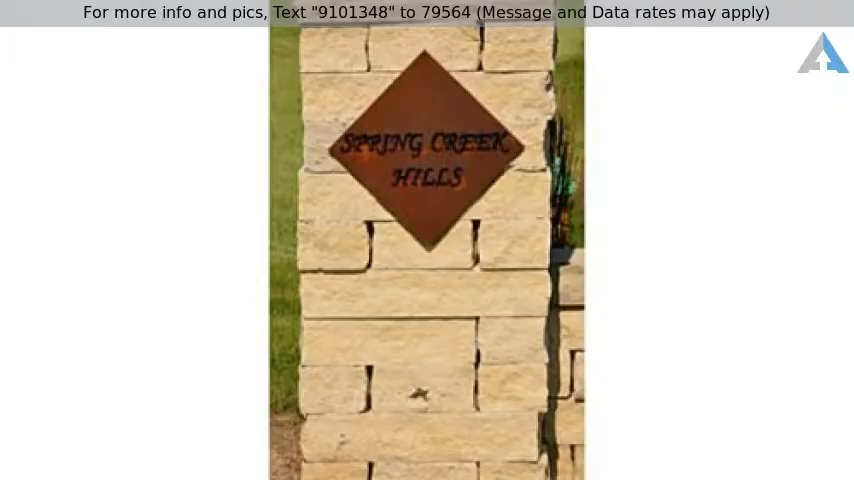 For more info and pics, Text "9101348" to 79564 (Message and Data rates may apply)
SPRING CREEK
HILLS